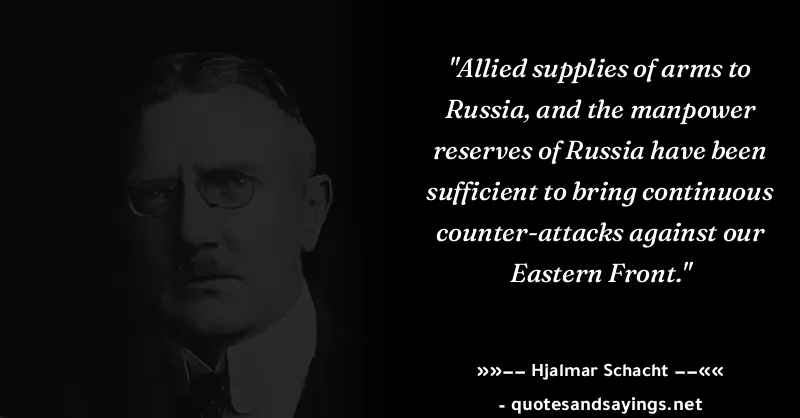 "Allied supplies of arms to
Russia, and the manpower
reserves of Russia have been
sufficient to bring continuous
counter-attacks against our
Eastern Front."
»»−− Hjalmar Schacht −−««
- quotesandsayings.net